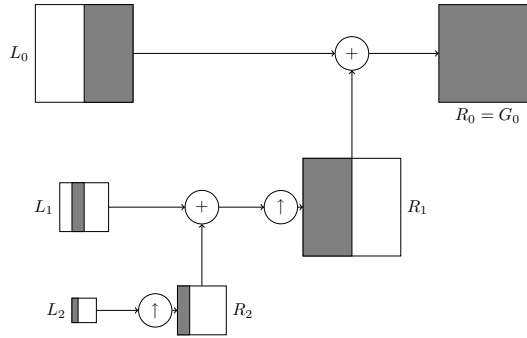 L₀
+
R₀ = G₀
L₁
+
↑
R₁
L₂
↑
R₂